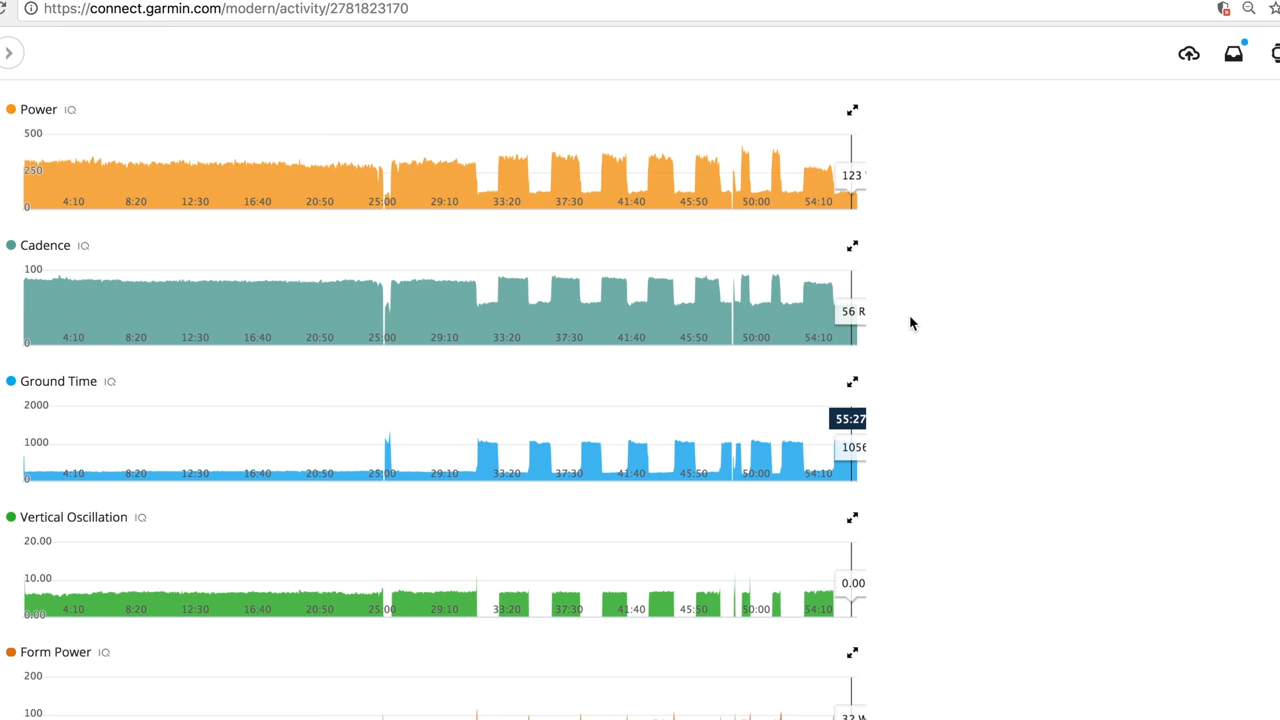 https://connect.garmin.com/modern/activity/2781823170
Power IQ
500
250
0
4:10 8:20 12:30 16:40 20:50 25:00 29:10 33:20 37:30 41:40 45:50 50:00 54:10
123
Cadence IQ
100
0
4:10 8:20 12:30 16:40 20:50 25:00 29:10 33:20 37:30 41:40 45:50 50:00 54:10
56 R
Ground Time IQ
2000
1000
0
4:10 8:20 12:30 16:40 20:50 25:00 29:10 33:20 37:30 41:40 45:50 50:00 54:10
55:27
1056
Vertical Oscillation IQ
20.00
10.00
0.00
4:10 8:20 12:30 16:40 20:50 25:00 29:10 33:20 37:30 41:40 45:50 50:00 54:10
0.00
Form Power IQ
200
100
32 W